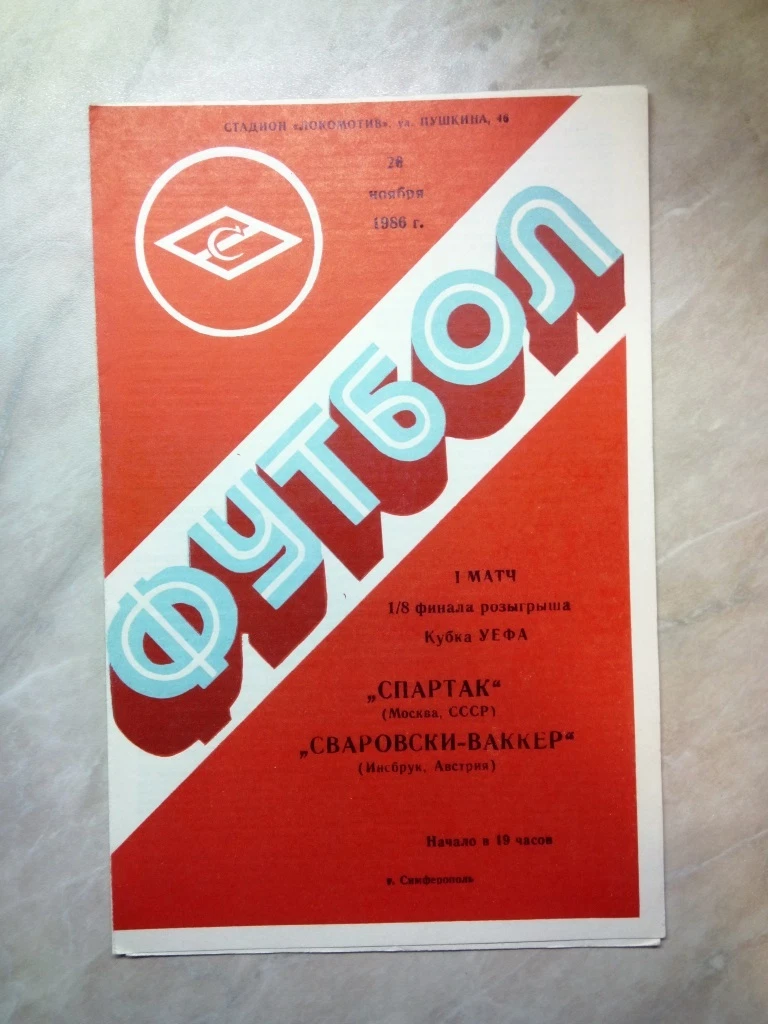 СТАДИОН «ЛОКОМОТИВ», ул. ПУШКИНА, 46
ноября
1986 г.
С
ФУТБОЛ
I МАТЧ
1/8 финала розыгрыша
Кубка УЕФА
„СПАРТАК“
(Москва, СССР)
„СВАРОВСКИ-ВАККЕР“
(Инсбрук, Австрия)
Начало в 19 часов
г. Симферополь